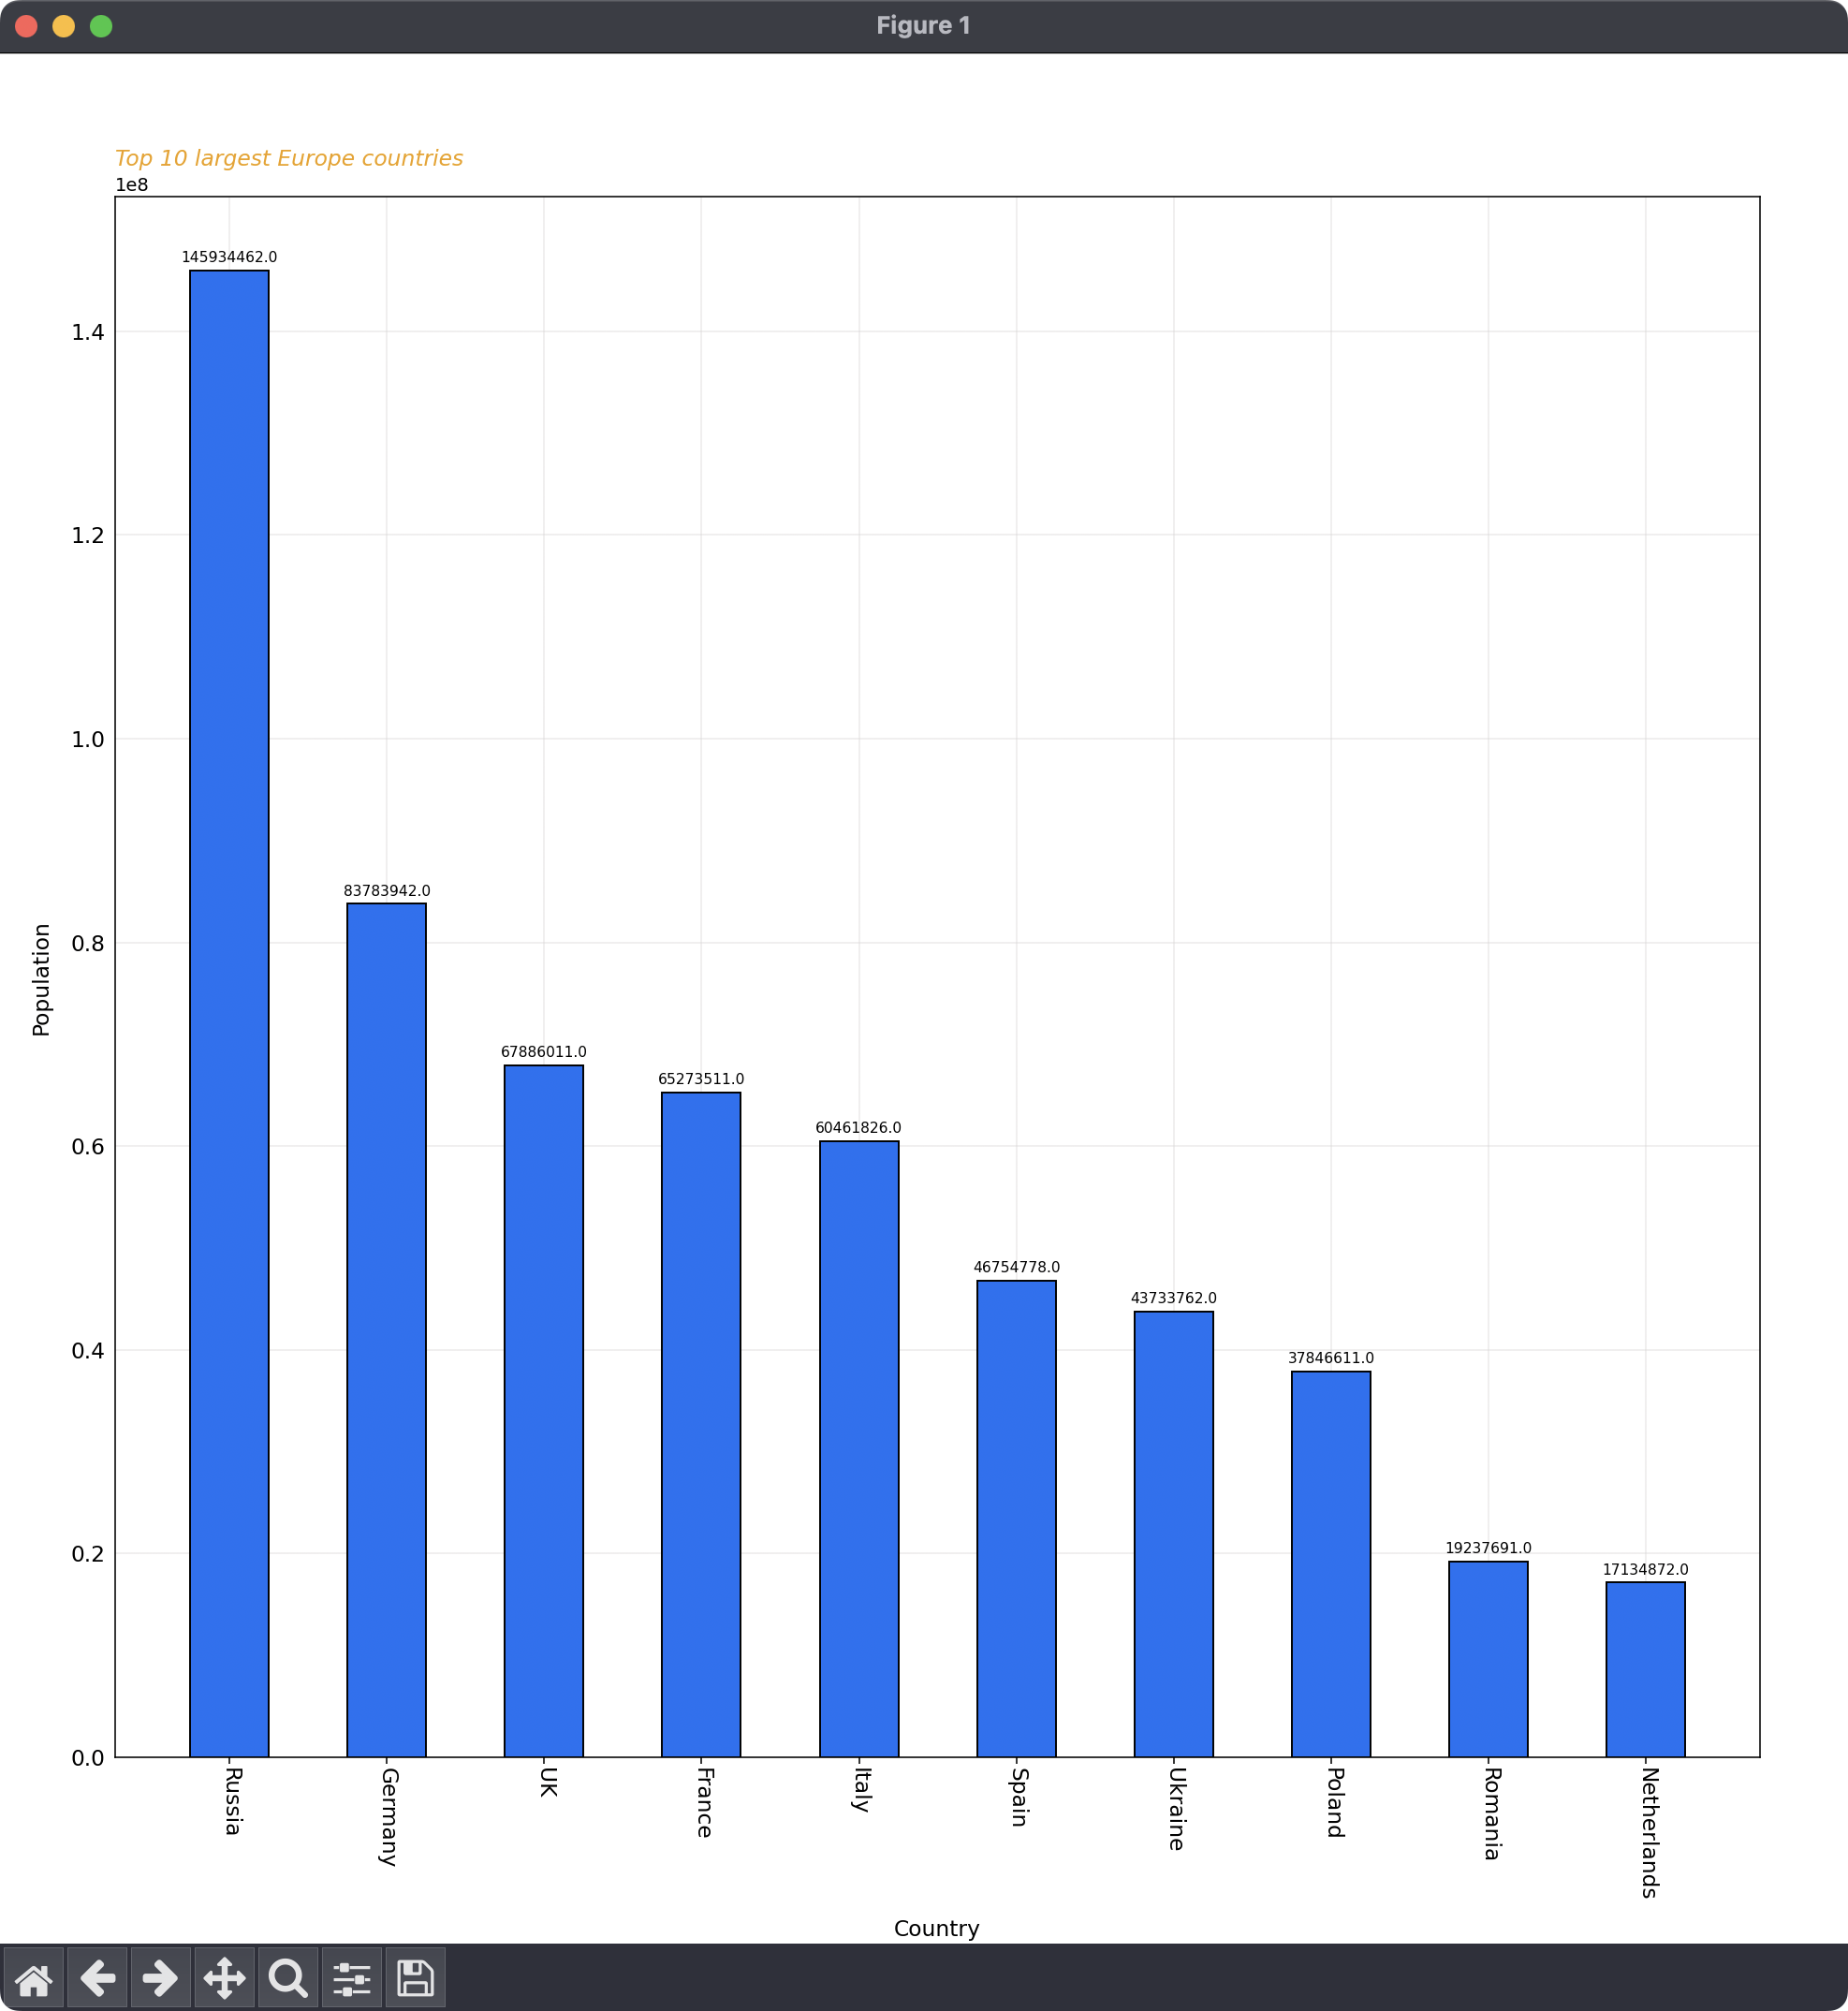 Figure 1
Top 10 largest Europe countries
1e8
145934462.0
1.4
1.2
1.0
83783942.0
0.8
67886011.0
65273511.0
60461826.0
0.6
46754778.0
43733762.0
0.4
37846611.0
19237691.0
0.2
17134872.0
0.0
Population
Russia
Germany
UK
France
Italy
Spain
Ukraine
Poland
Romania
Netherlands
Country